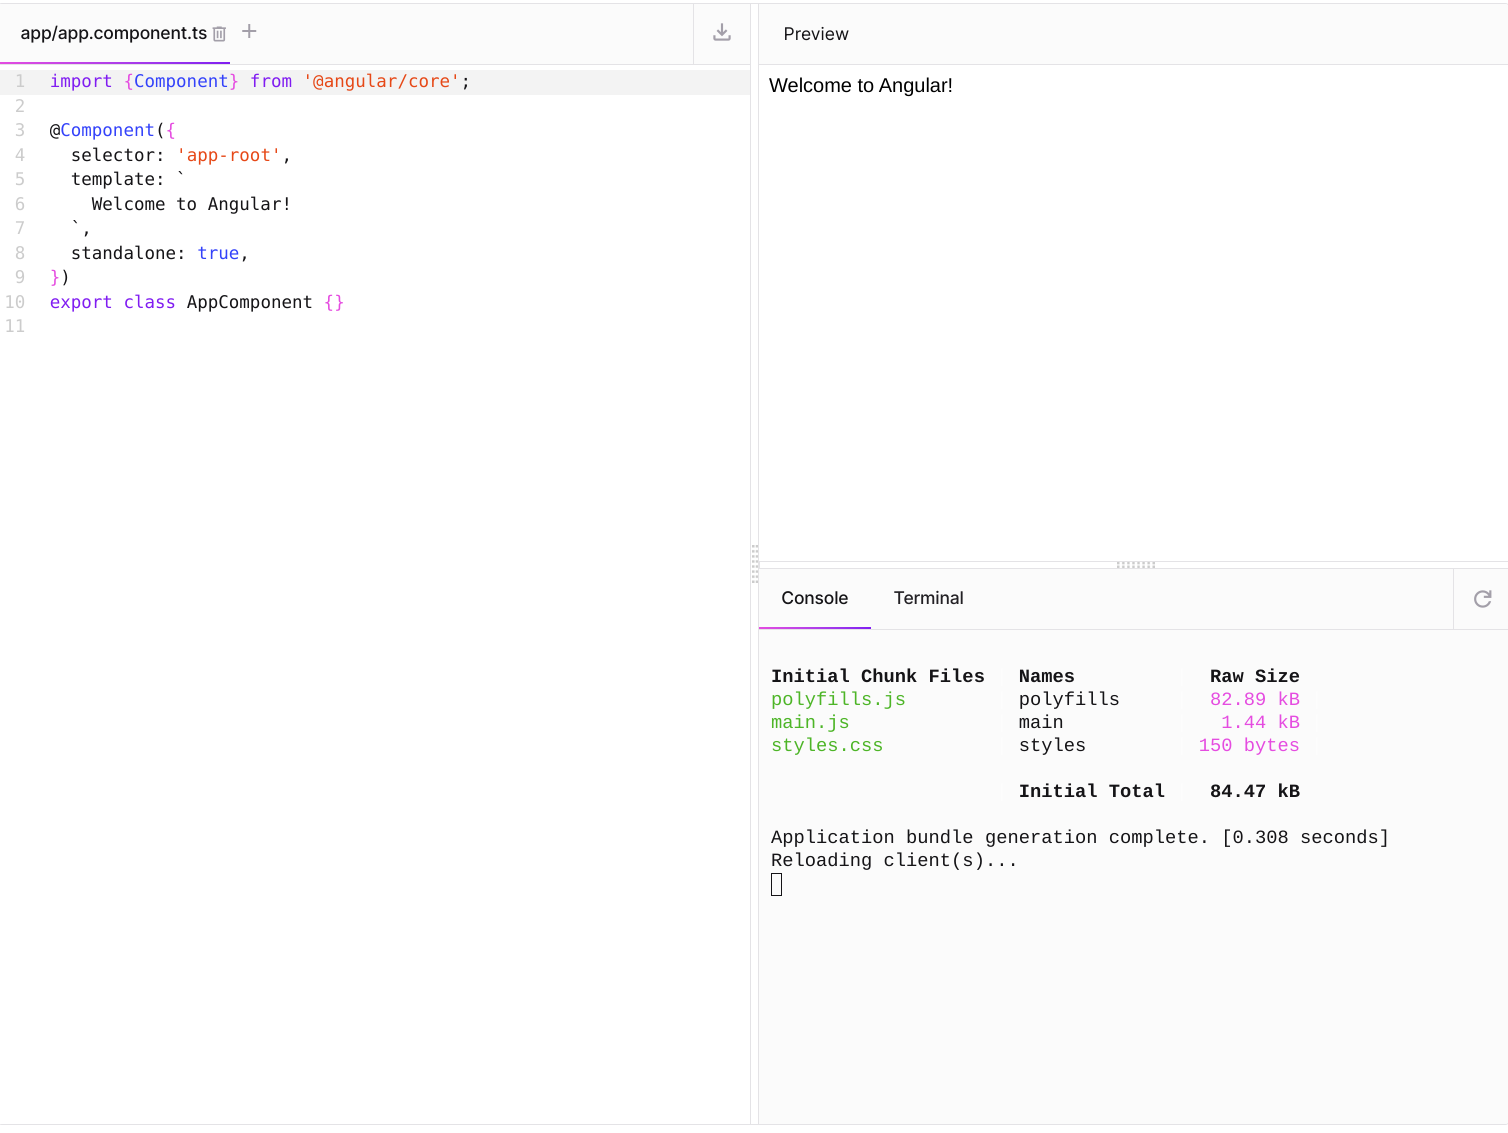 app/app.component.ts
1 import {Component} from '@angular/core';
2
3 @Component({
4   selector: 'app-root',
5   template: `
6     Welcome to Angular!
7   `,
8   standalone: true,
9 })
10 export class AppComponent {}
11
Preview
Welcome to Angular!
Console Terminal
Initial Chunk Files Names Raw Size
polyfills.js polyfills 82.89 kB
main.js main 1.44 kB
styles.css styles 150 bytes
Initial Total 84.47 kB
Application bundle generation complete. [0.308 seconds]
Reloading client(s)...